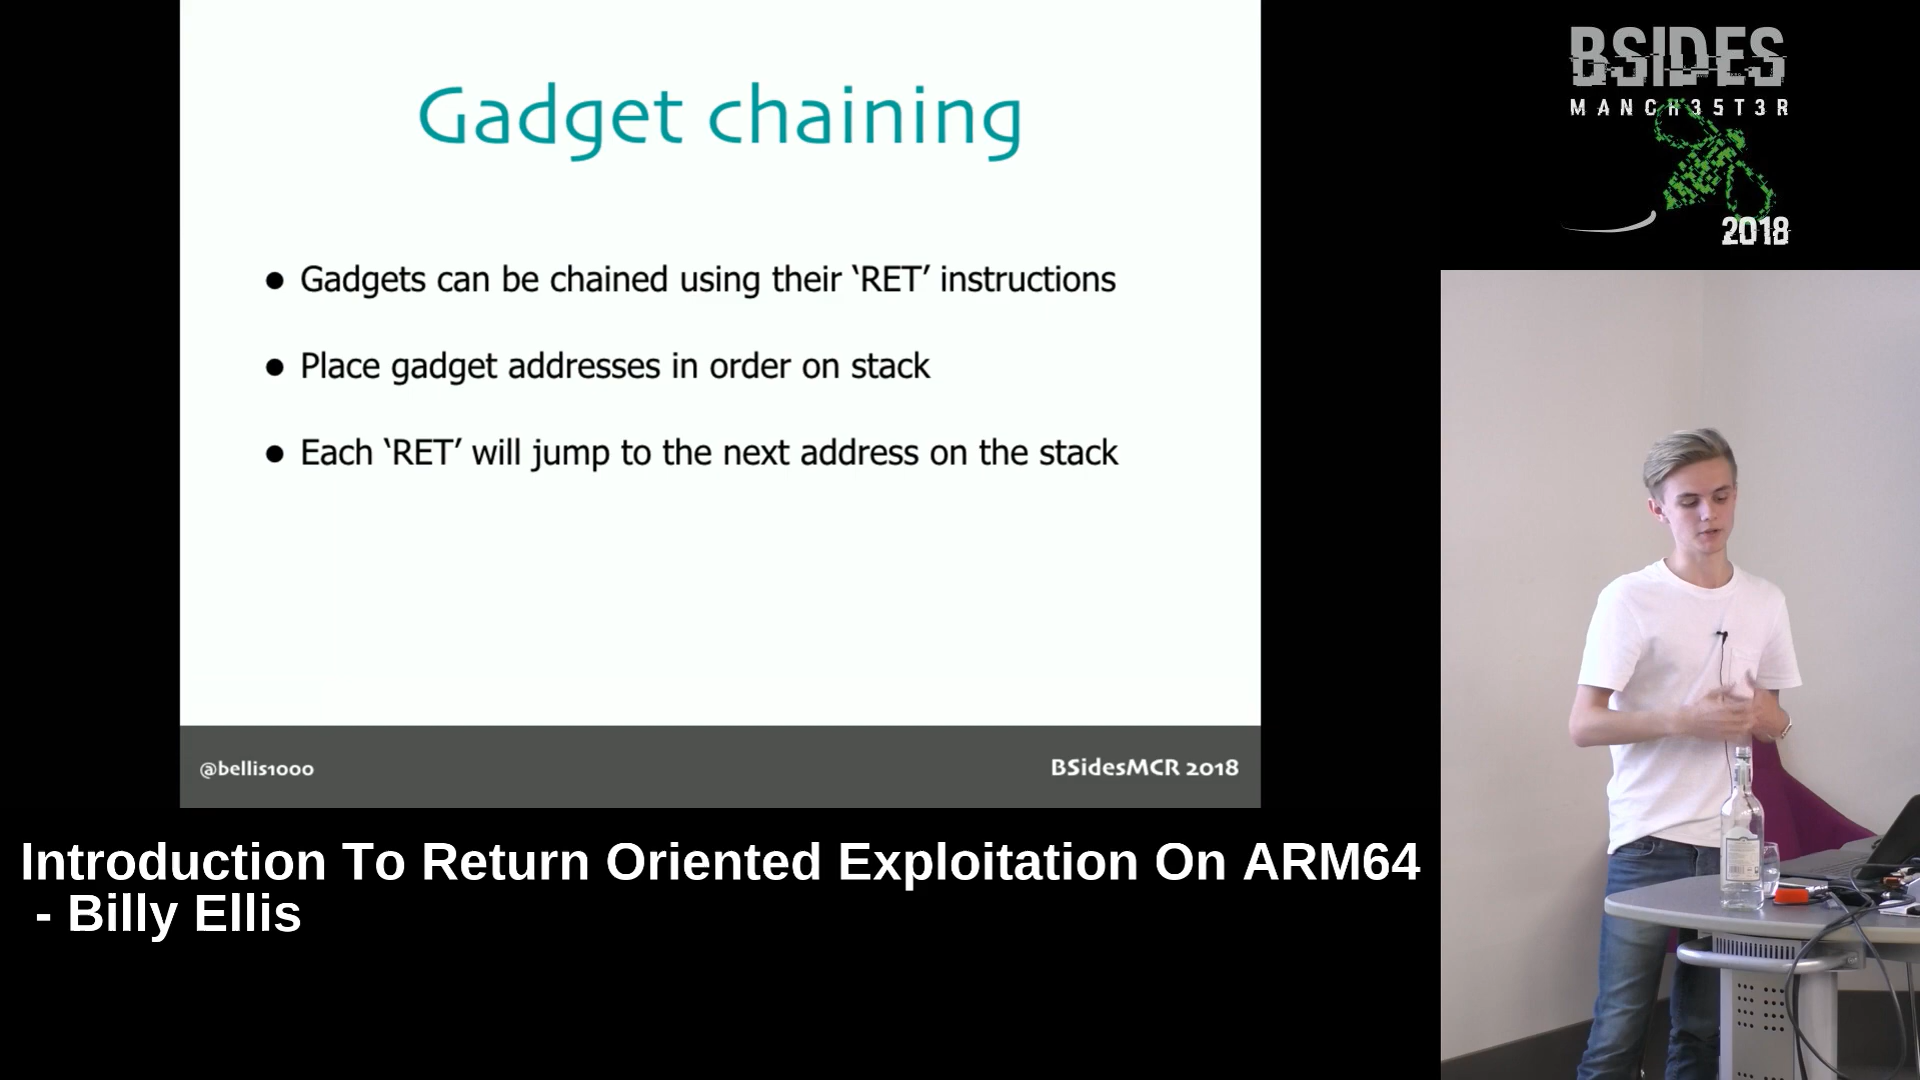 Gadget chaining
● Gadgets can be chained using their ‘RET’ instructions
● Place gadget addresses in order on stack
● Each ‘RET’ will jump to the next address on the stack
@bellis1000
BSidesMCR 2018
BSIDES
MANCH35T3R
2018
Introduction To Return Oriented Exploitation On ARM64
- Billy Ellis